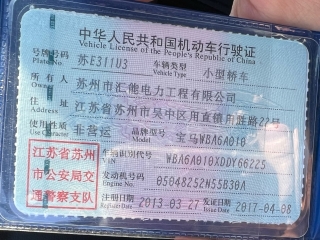 中华人民共和国机动车行驶证
Vehicle License of the People's Republic of China
号牌号码 苏E311U3 车辆类型 小型轿车
Plate No. Vehicle Type
所有人 苏州市汇能电力工程有限公司
Owner
住址 江苏省苏州市吴中区甪直镇甪胜路22号
Address
使用性质 非营运 品牌型号 宝马WBA6A010
Use Character Model
江苏省苏州
市公安局交
通警察支队
车辆识别代号 WBA6A010XDDY66225
VIN
发动机号码 05048252N55B30A
Engine No.
注册日期 2013-03-27 发证日期 2017-04-08
Register Date Issue Date